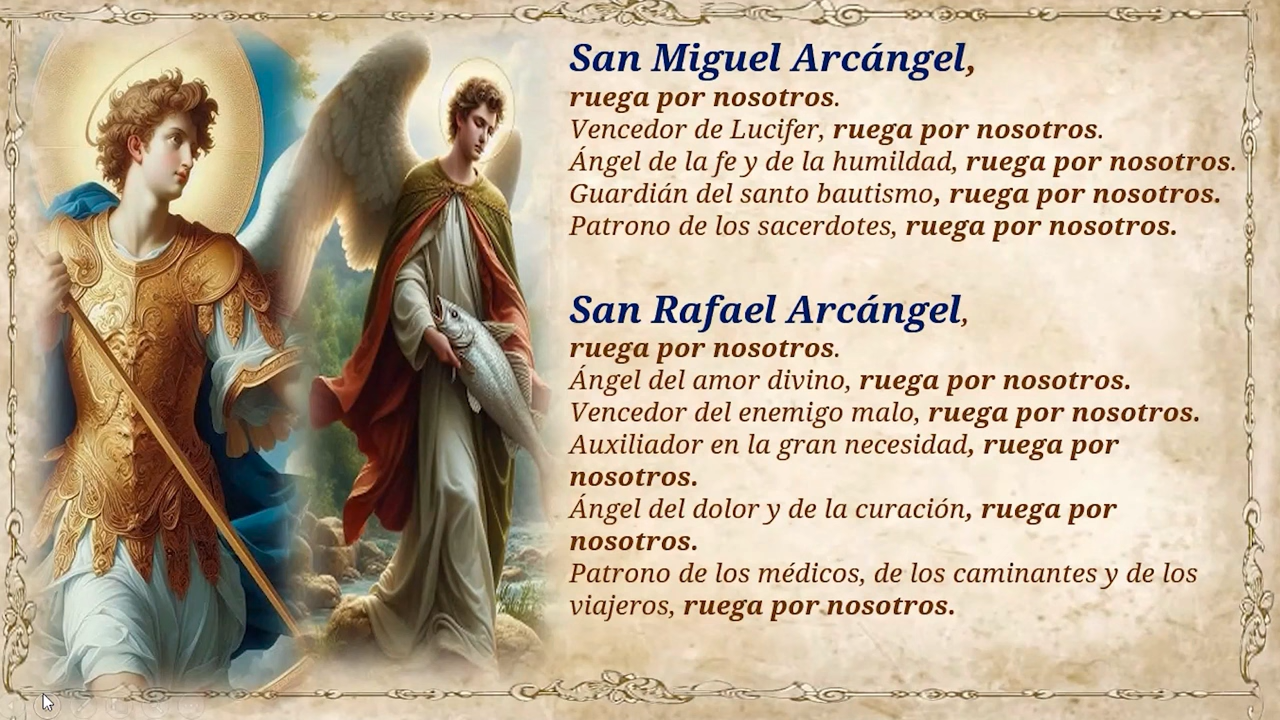 San Miguel Arcángel,
ruega por nosotros.
Vencedor de Lucifer, ruega por nosotros.
Ángel de la fe y de la humildad, ruega por nosotros.
Guardián del santo bautismo, ruega por nosotros.
Patrono de los sacerdotes, ruega por nosotros.
San Rafael Arcángel,
ruega por nosotros.
Ángel del amor divino, ruega por nosotros.
Vencedor del enemigo malo, ruega por nosotros.
Auxiliador en la gran necesidad, ruega por
nosotros.
Ángel del dolor y de la curación, ruega por
nosotros.
Patrono de los médicos, de los caminantes y de los
viajeros, ruega por nosotros.